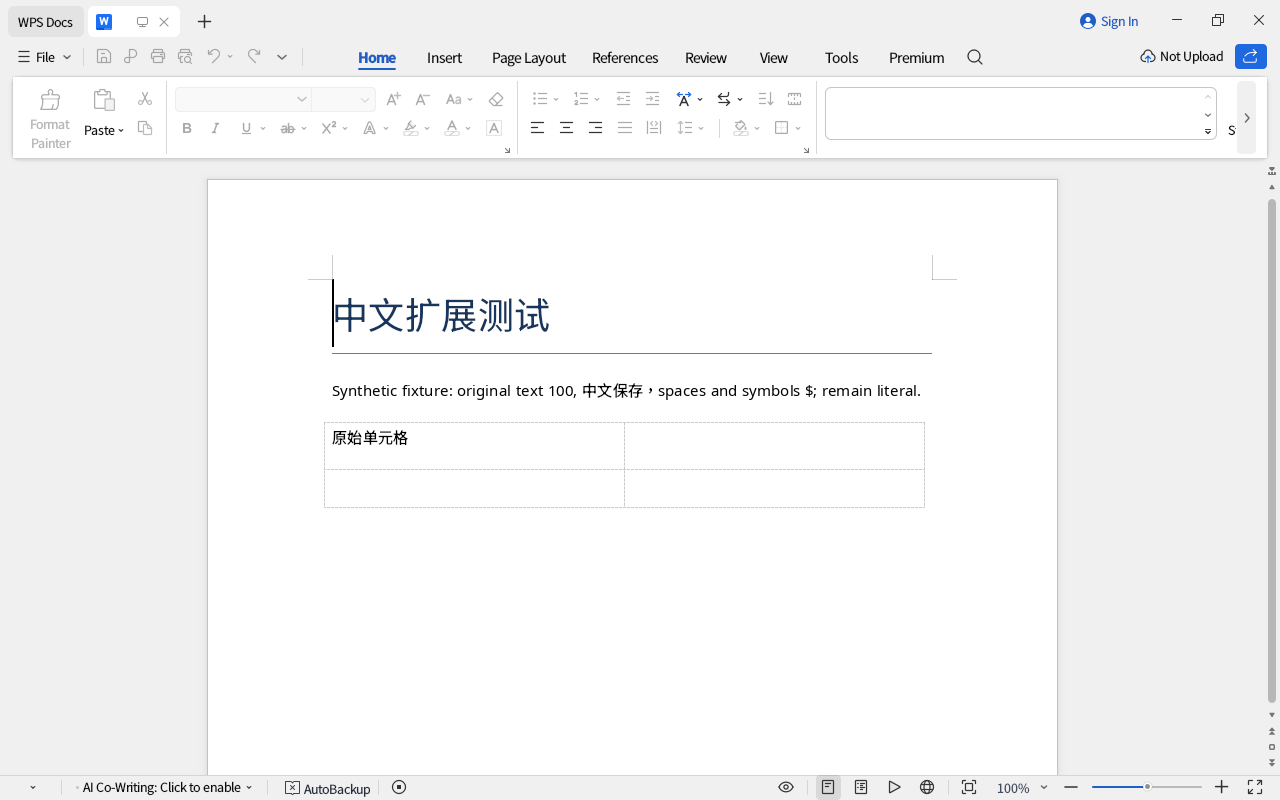 WPS Docs
Sign In
File
Home
Insert
Page Layout
References
Review
View
Tools
Premium
Not Upload
Format
Painter
Paste
中文扩展测试
Synthetic fixture: original text 100, 中文保存，spaces and symbols $; remain literal.
原始单元格
AI Co-Writing: Click to enable
AutoBackup
100%